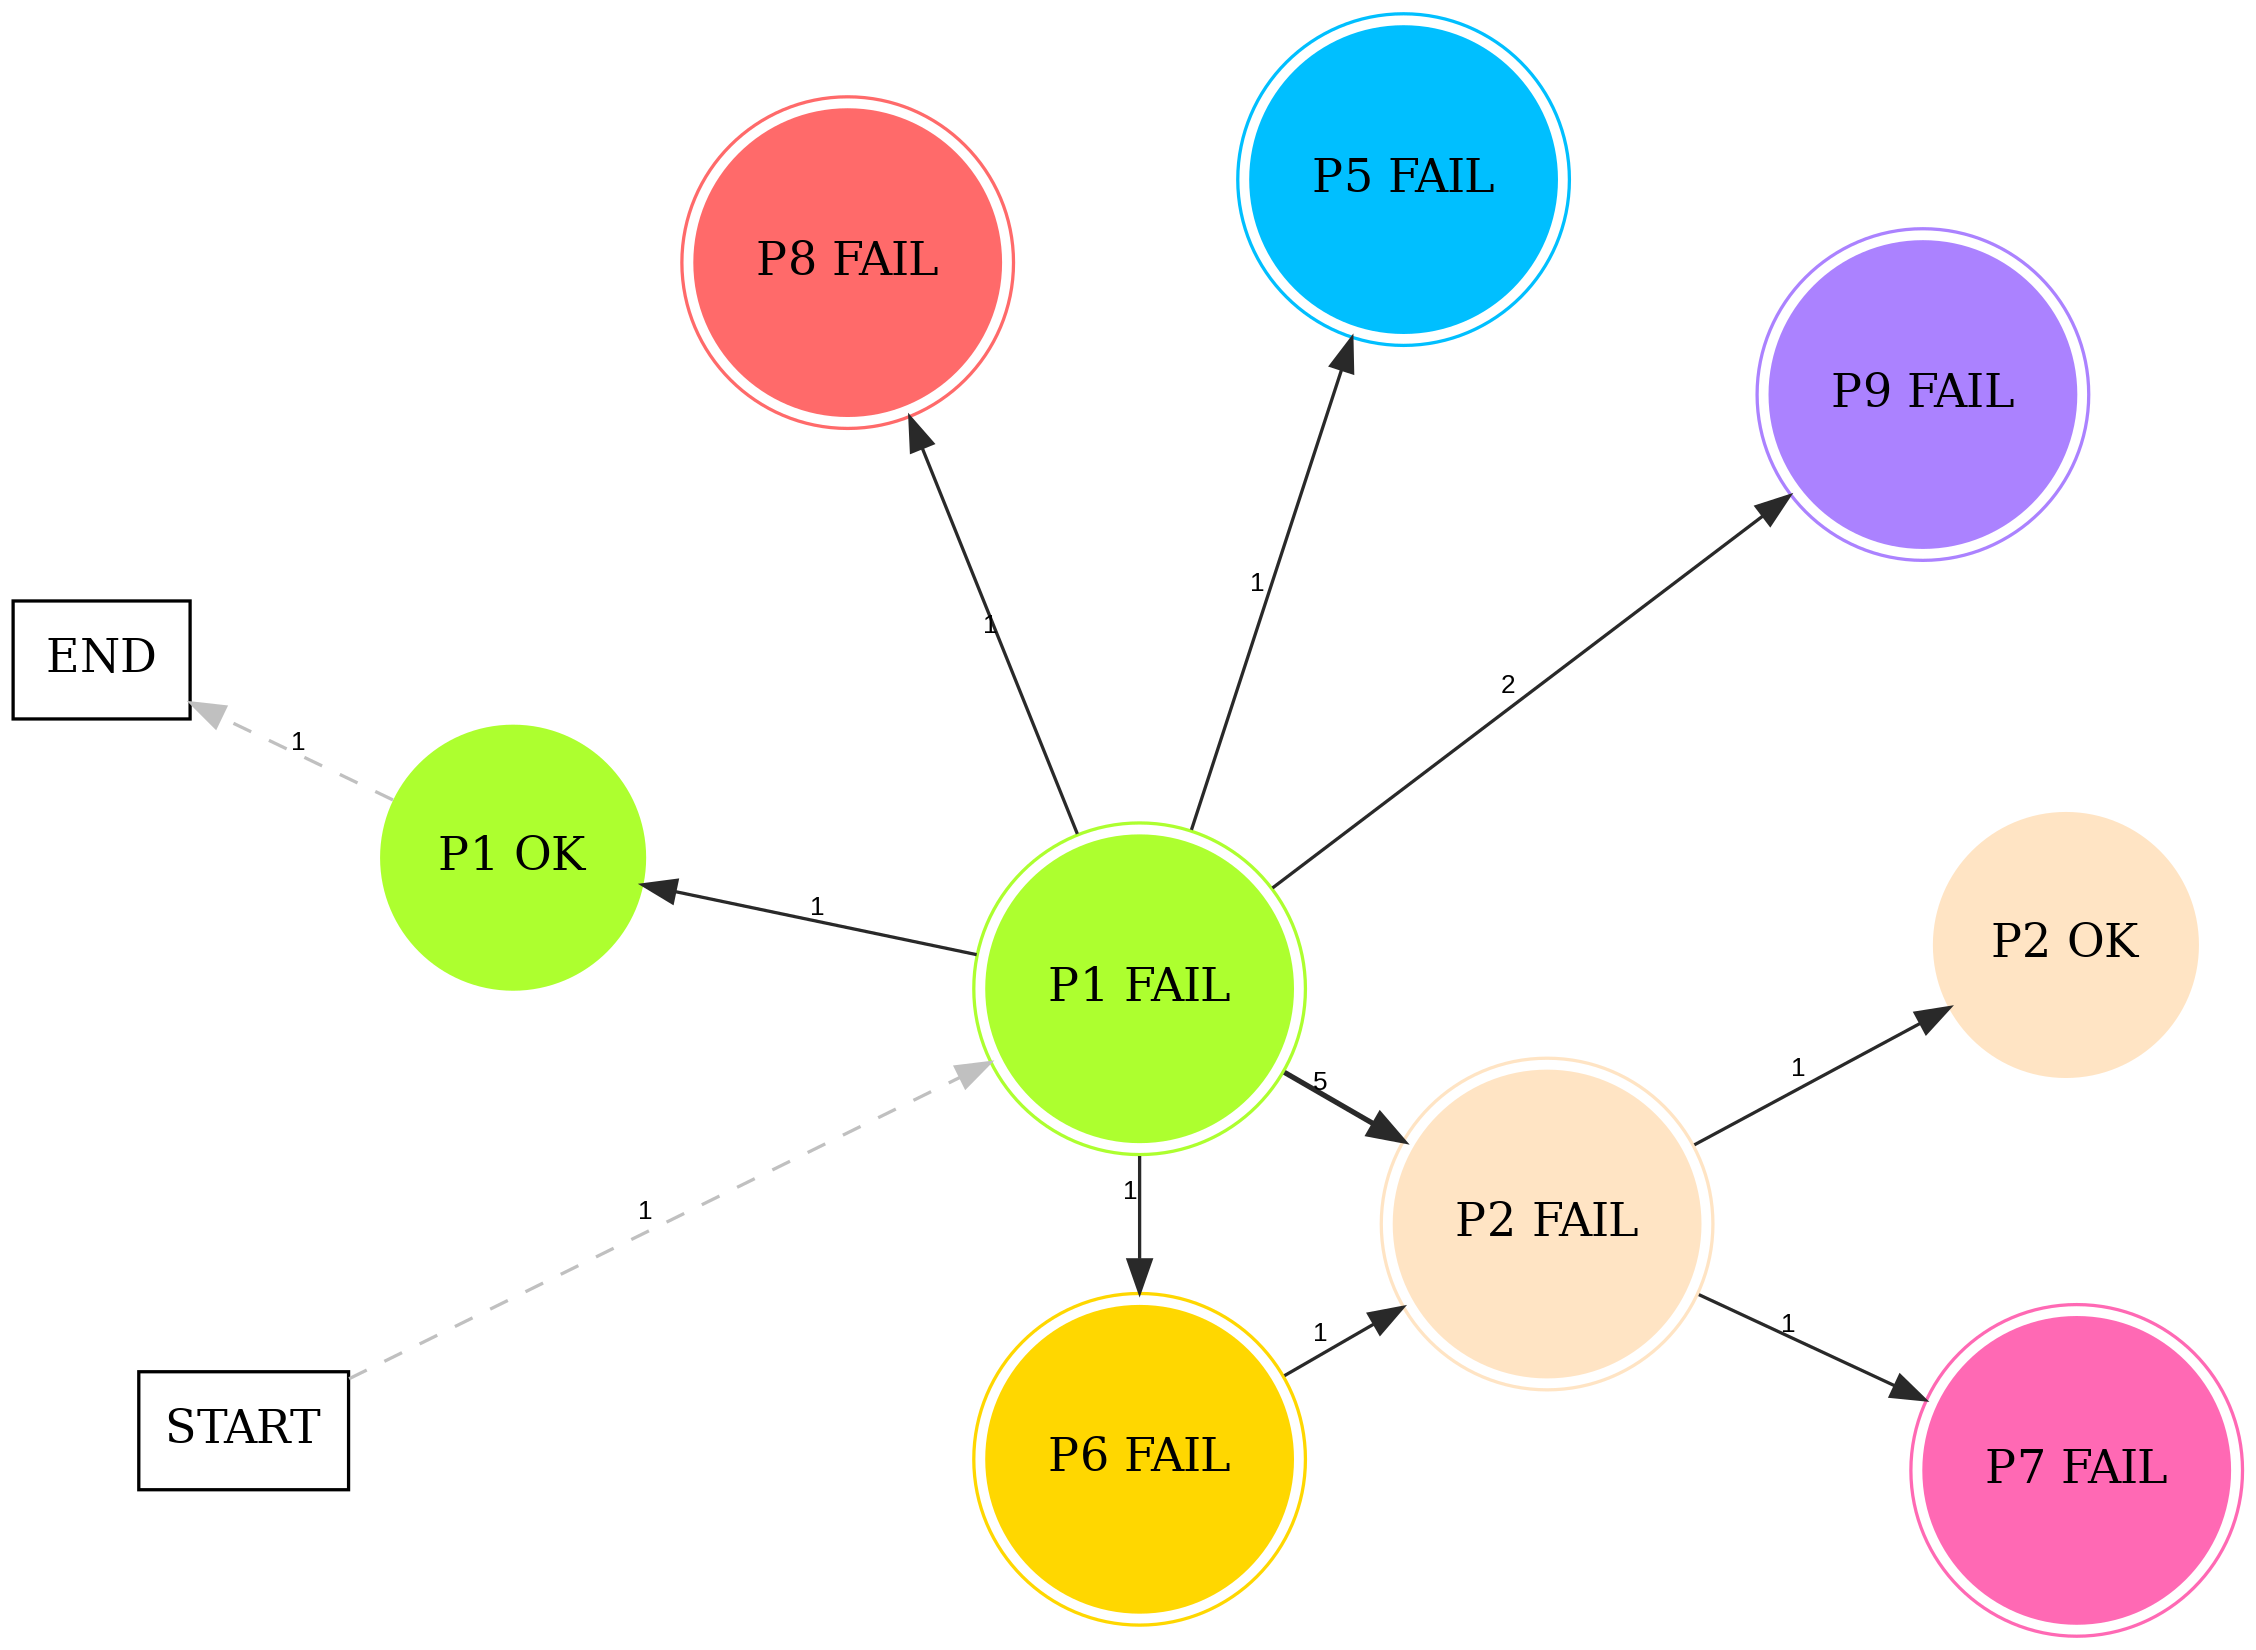 P5 FAIL
P8 FAIL
P9 FAIL
1
1
END
2
1
P1 OK
1
P2 OK
P1 FAIL
1
5
1
1
P2 FAIL
1
1
START
P6 FAIL
P7 FAIL